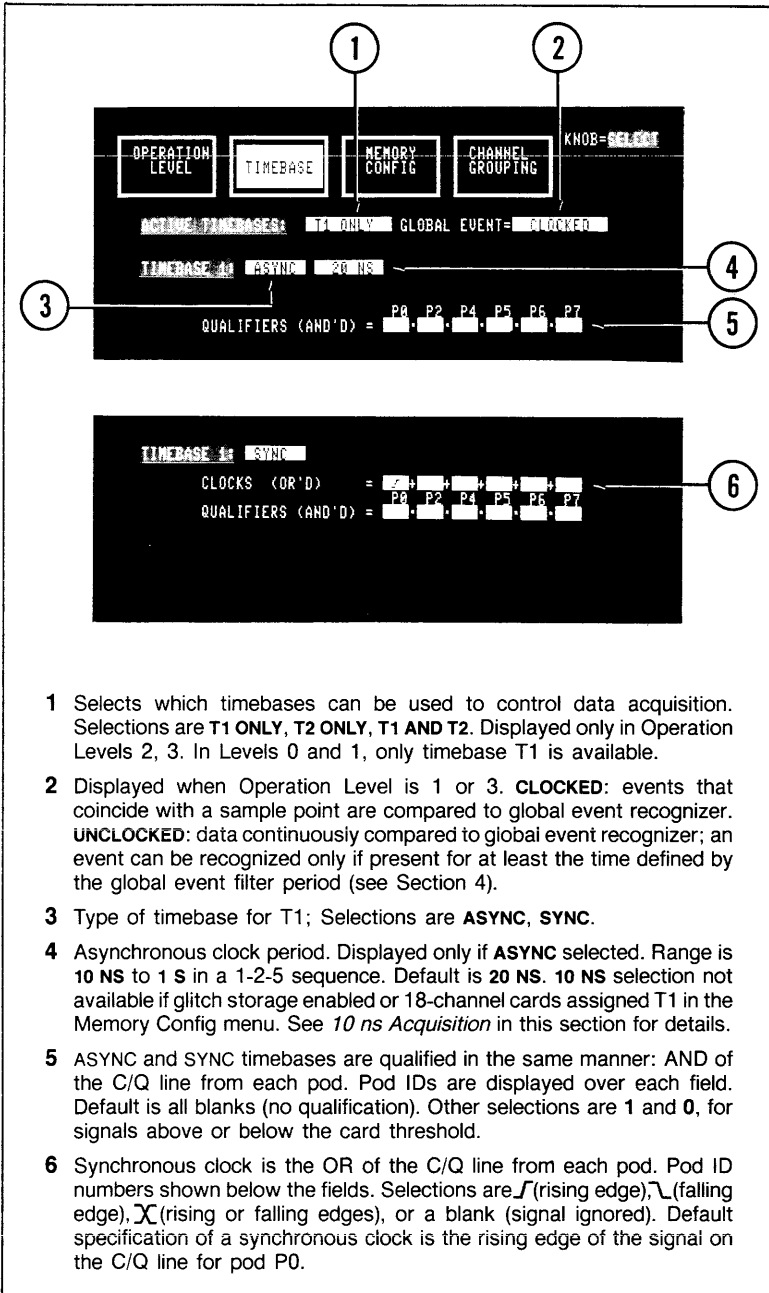 1
2
KNOB=SELECT
OPERATION
LEVEL
TIMEBASE
MEMORY
CONFIG
CHANNEL
GROUPING
ACTIVE TIMEBASES: T1 ONLY GLOBAL EVENT= CLOCKED
TIMEBASE 1: ASYNC 20 NS
4
3
P0 P2 P4 P5 P6 P7
QUALIFIERS (AND'D) =
5
TIMEBASE 1: SYNC
CLOCKS (OR'D) = + + + + +
6
P0 P2 P4 P5 P6 P7
QUALIFIERS (AND'D) =
1 Selects which timebases can be used to control data acquisition.
Selections are T1 ONLY, T2 ONLY, T1 AND T2. Displayed only in Operation
Levels 2, 3. In Levels 0 and 1, only timebase T1 is available.
2 Displayed when Operation Level is 1 or 3. CLOCKED: events that
coincide with a sample point are compared to global event recognizer.
UNCLOCKED: data continuously compared to global event recognizer; an
event can be recognized only if present for at least the time defined by
the global event filter period (see Section 4).
3 Type of timebase for T1; Selections are ASYNC, SYNC.
4 Asynchronous clock period. Displayed only if ASYNC selected. Range is
10 NS to 1 S in a 1-2-5 sequence. Default is 20 NS. 10 NS selection not
available if glitch storage enabled or 18-channel cards assigned T1 in the
Memory Config menu. See 10 ns Acquisition in this section for details.
5 ASYNC and SYNC timebases are qualified in the same manner: AND of
the C/Q line from each pod. Pod IDs are displayed over each field.
Default is all blanks (no qualification). Other selections are 1 and 0, for
signals above or below the card threshold.
6 Synchronous clock is the OR of the C/Q line from each pod. Pod ID
numbers shown below the fields. Selections are (rising edge), (falling
edge), (rising or falling edges), or a blank (signal ignored). Default
specification of a synchronous clock is the rising edge of the signal on
the C/Q line for pod P0.